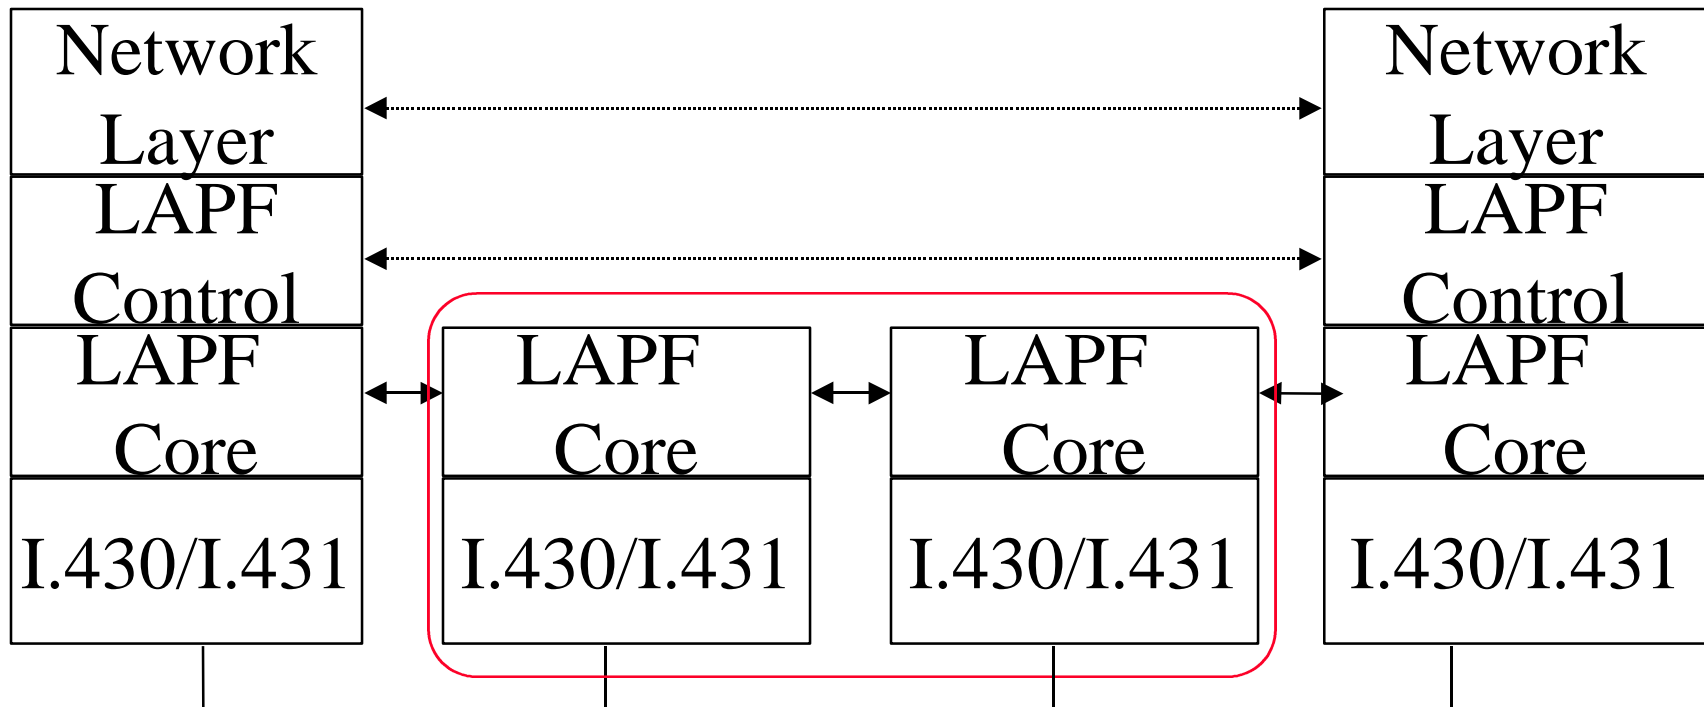 Network
Layer
LAPF
Control
LAPF
Core
I.430/I.431
LAPF
Core
I.430/I.431
LAPF
Core
I.430/I.431
Network
Layer
LAPF
Control
LAPF
Core
I.430/I.431